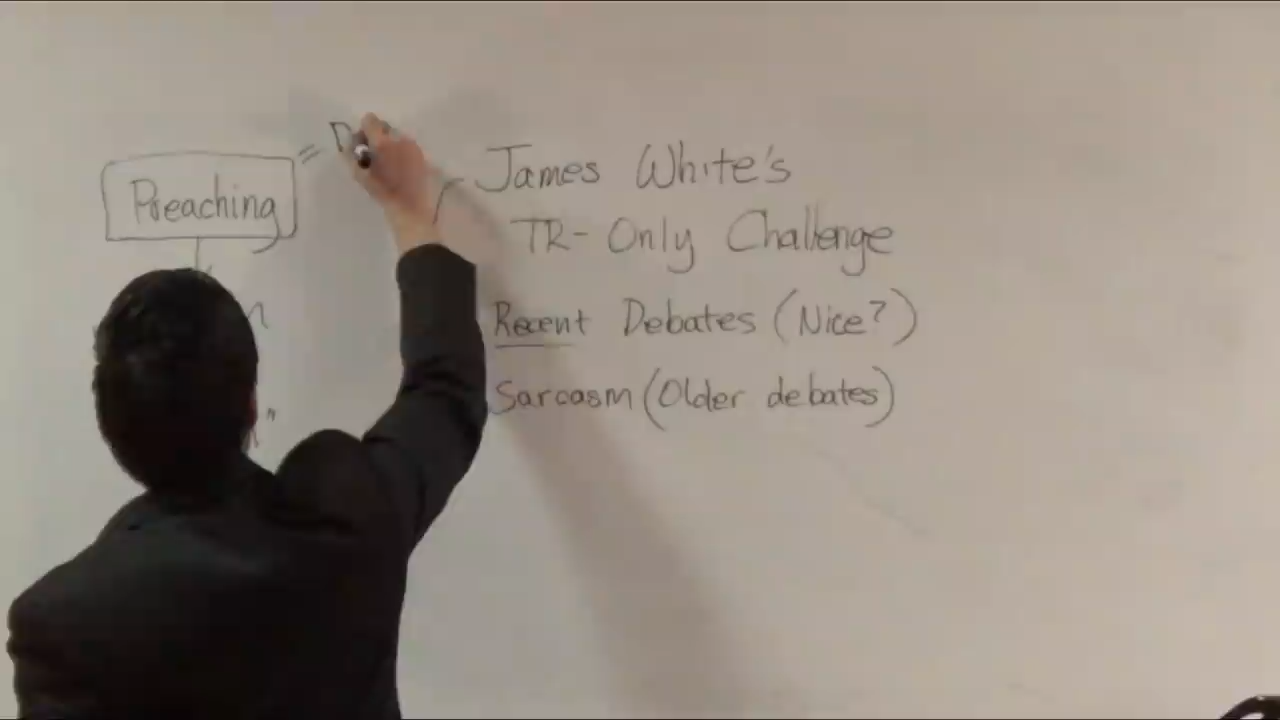 Preaching =
James White's
TR-Only Challenge
Recent Debates (Nice?)
Sarcasm (Older debates)